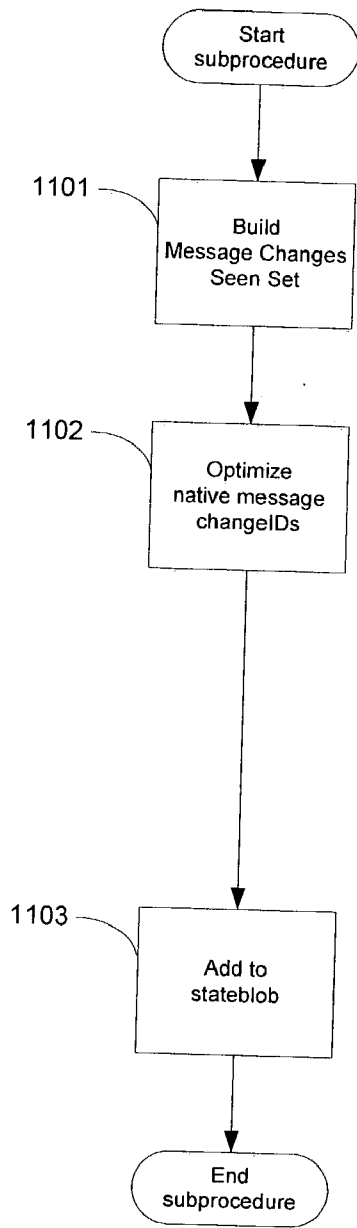 Start
subprocedure
1101
Build
Message Changes
Seen Set
1102
Optimize
native message
changeIDs
1103
Add to
stateblob
End
subprocedure